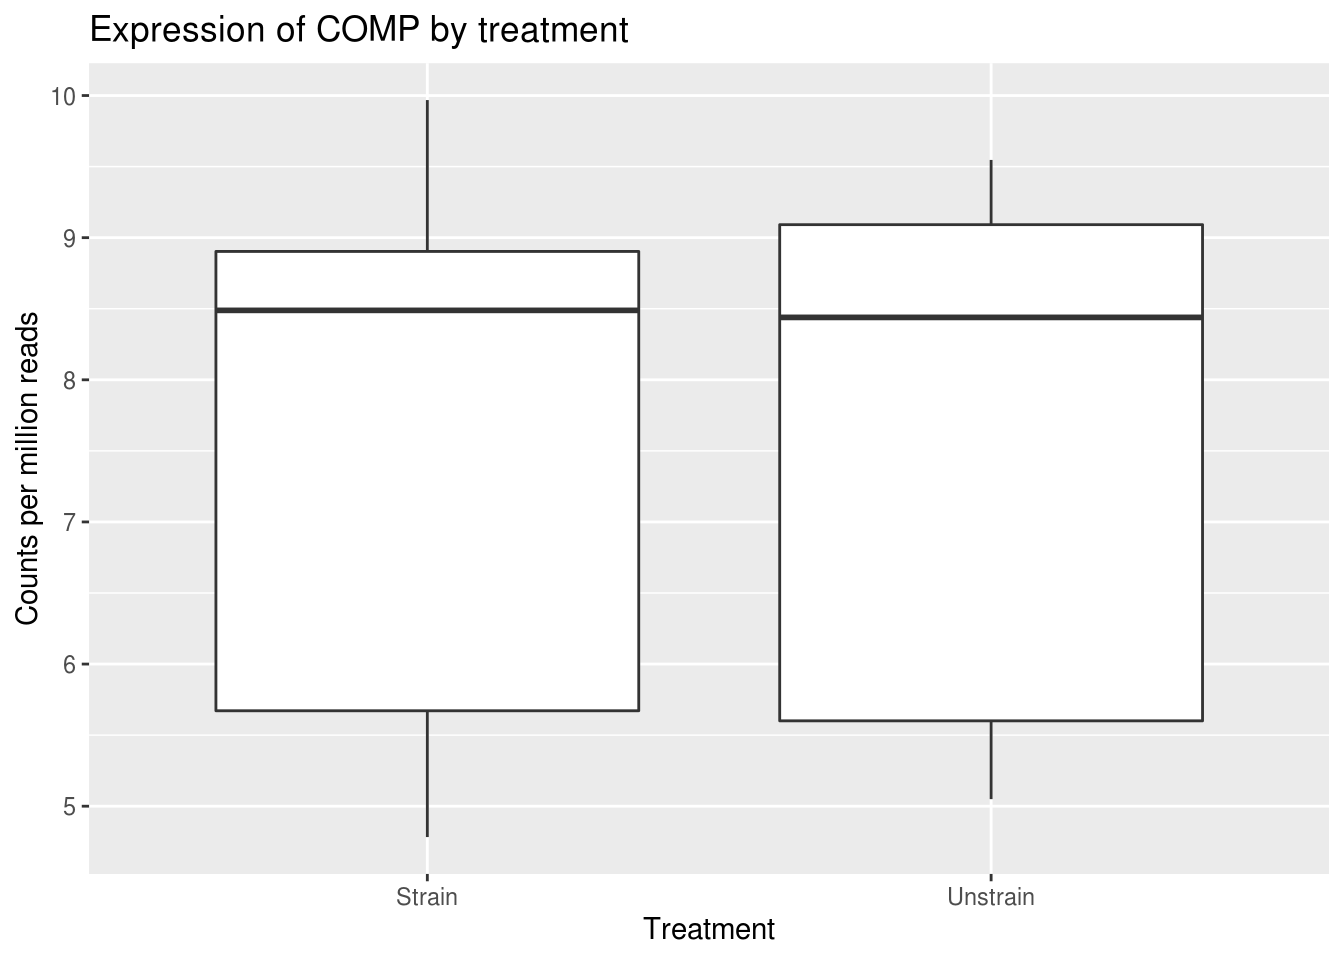 Expression of COMP by treatment
10
9
8
7
6
5
Counts per million reads
Strain
Unstrain
Treatment